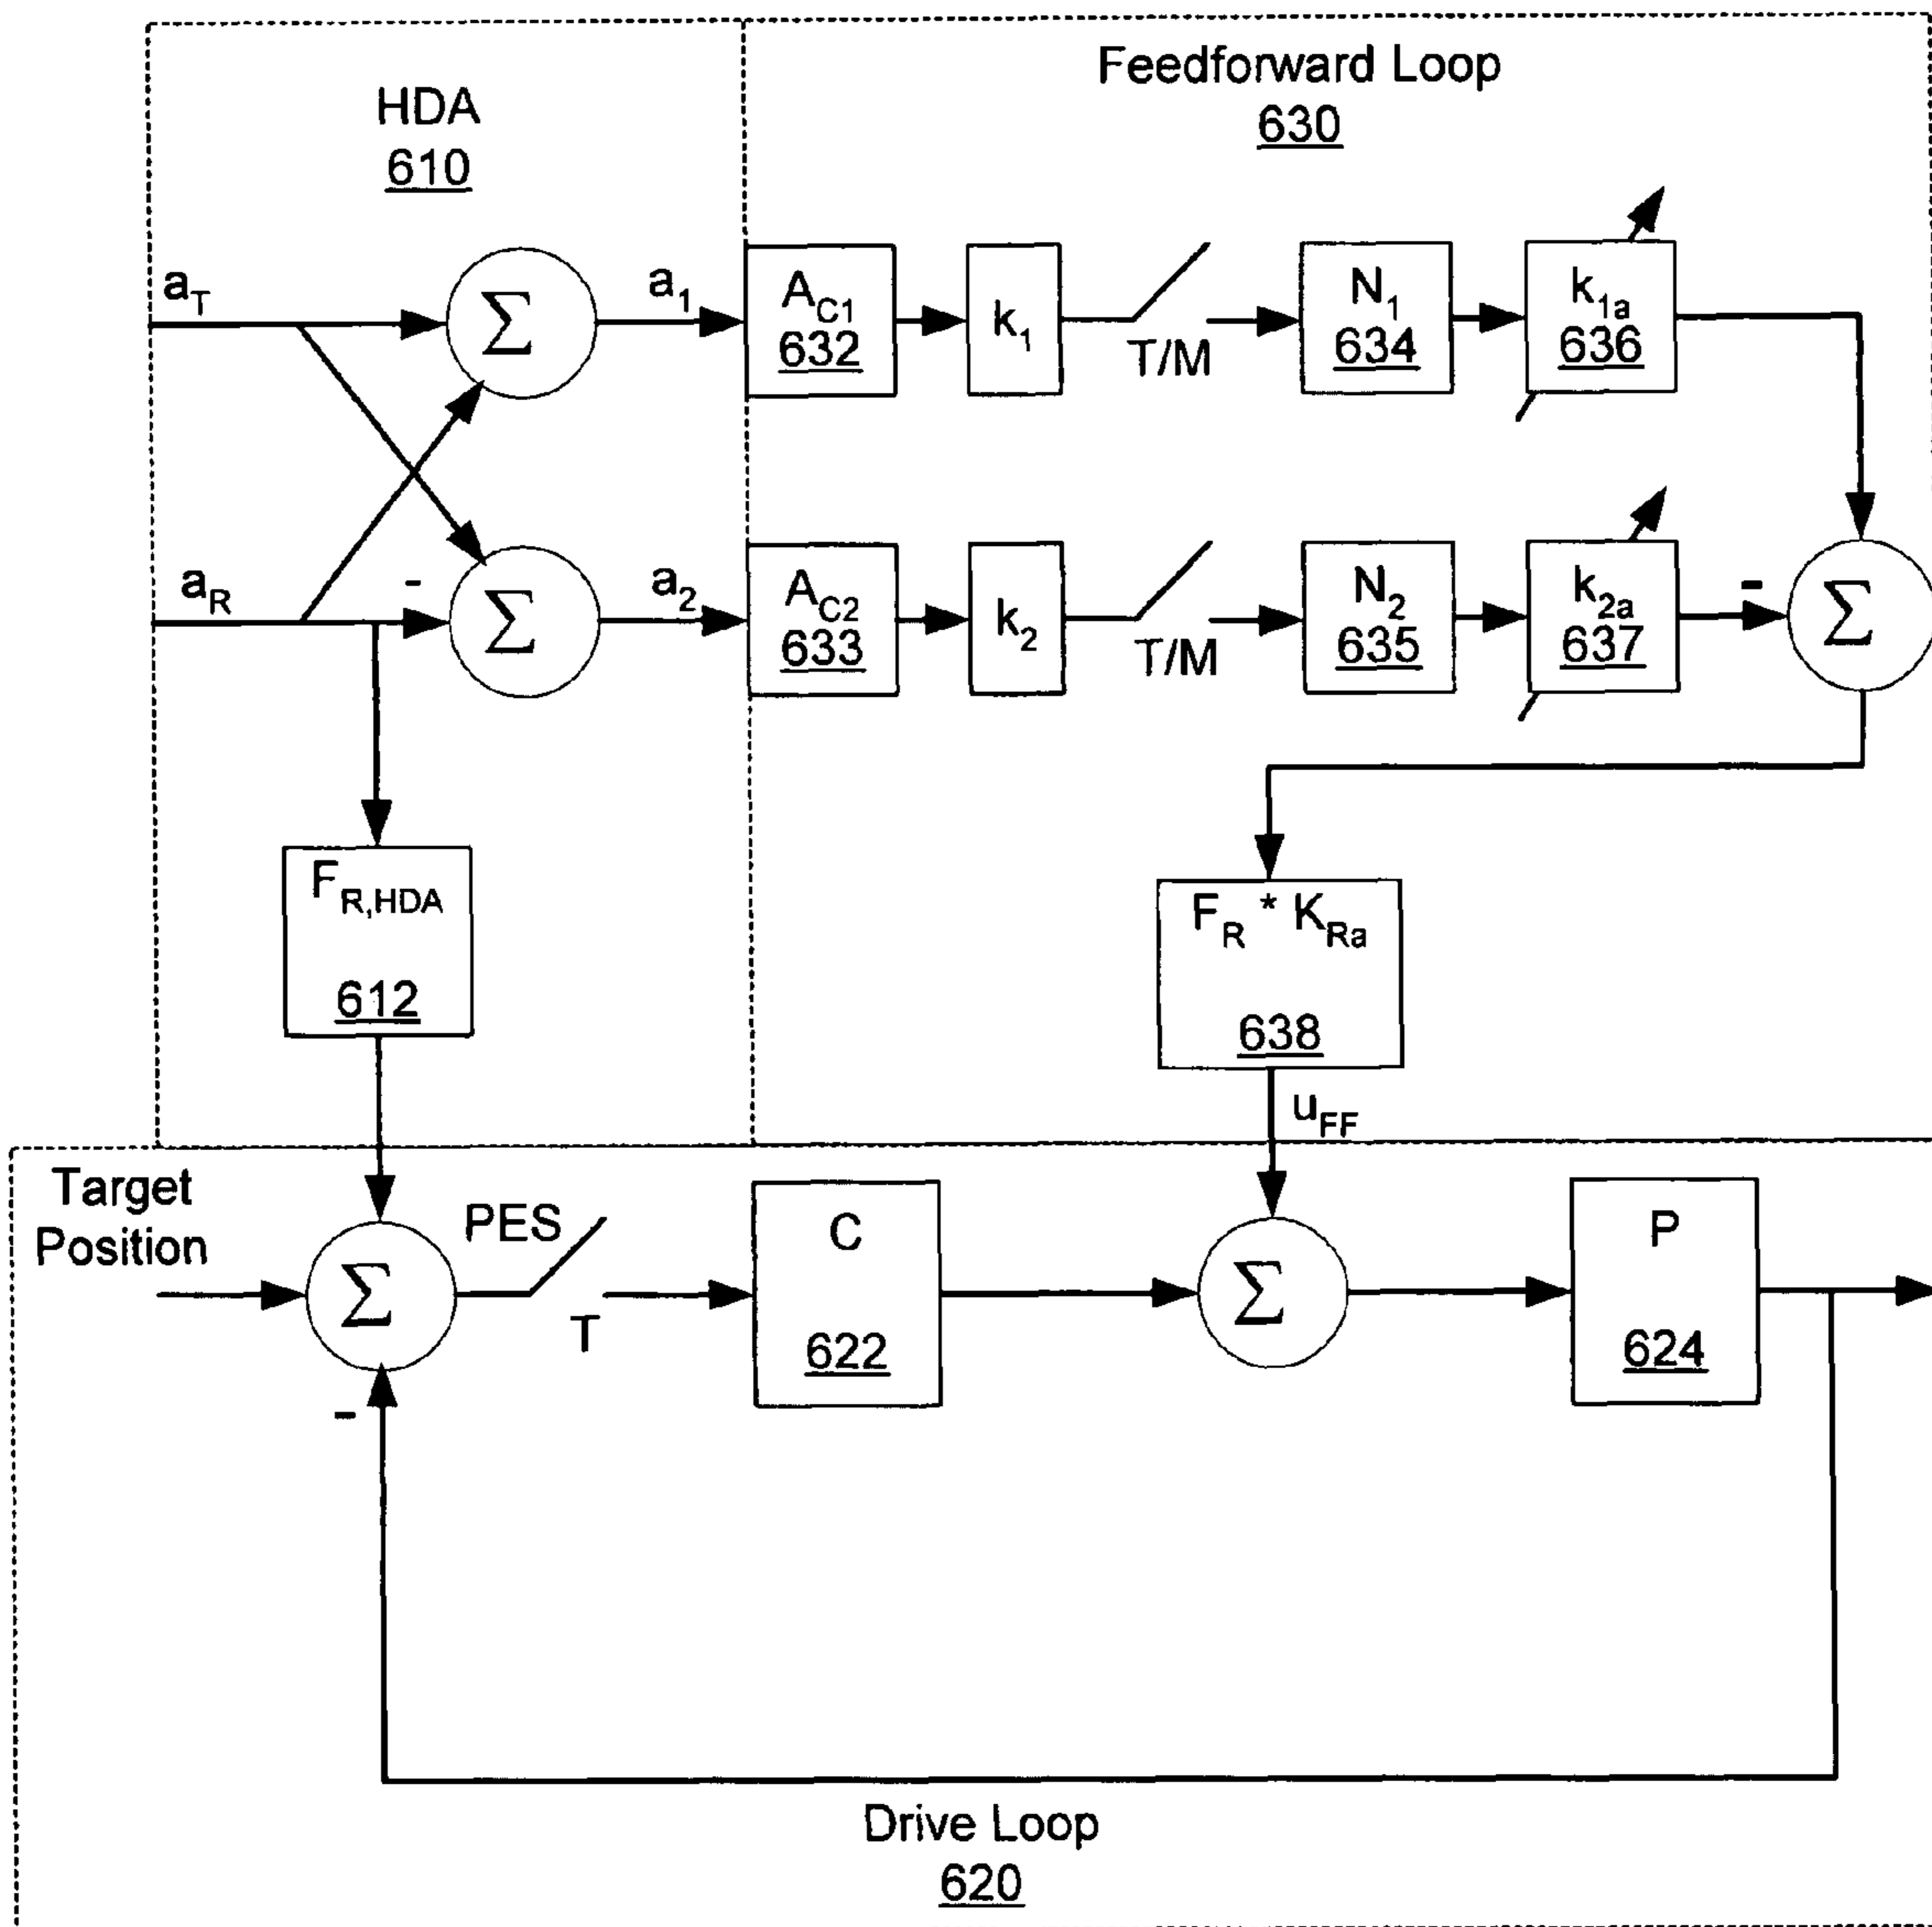 HDA
610
Feedforward Loop
630
a_T
Σ
a_1
A_C1
632
k_1
T/M
N_1
634
k_1a
636
a_R
-
Σ
a_2
A_C2
633
k_2
T/M
N_2
635
k_2a
637
-
Σ
F_R,HDA
612
F_R * K_Ra
638
u_FF
Target
Position
Σ
-
PES
T
C
622
Σ
P
624
Drive Loop
620